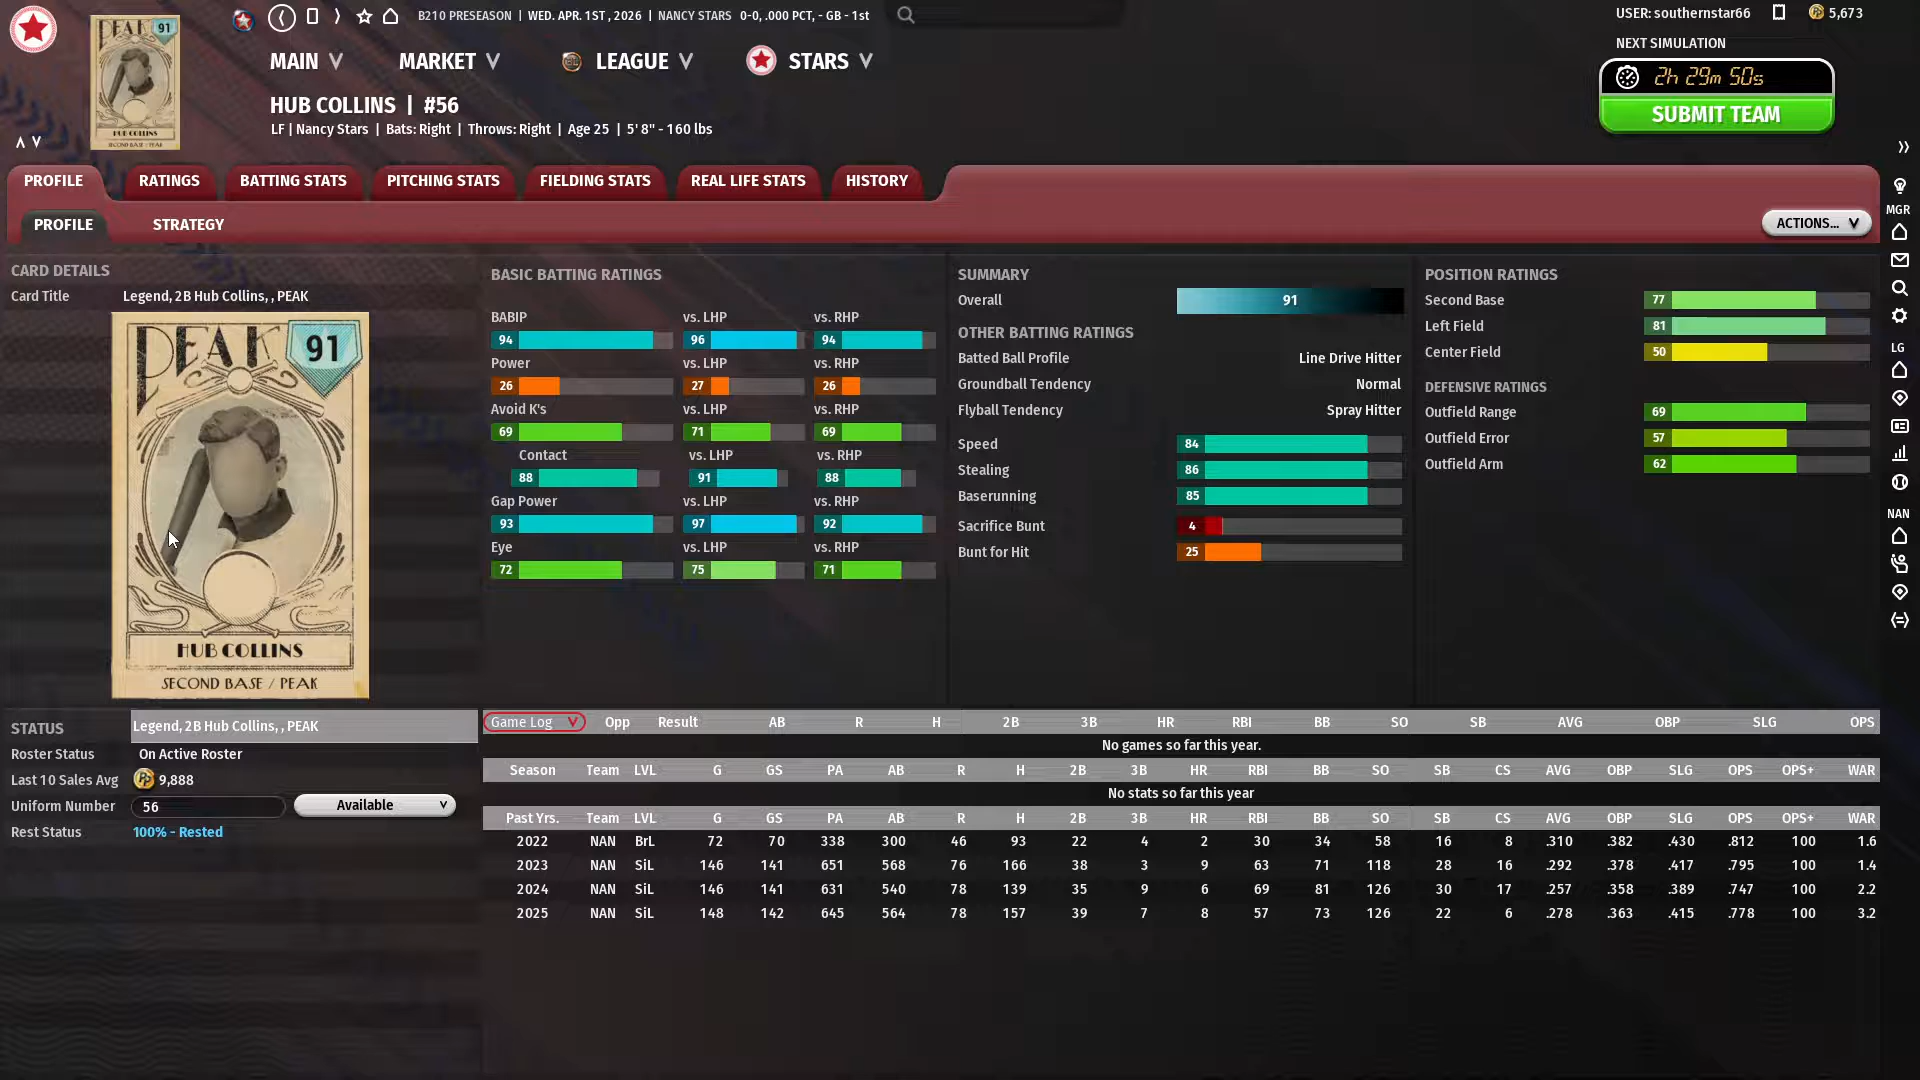 B210 PRESEASON | WED. APR. 1ST , 2026 | NANCY STARS 0-0, .000 PCT, - GB - 1st
USER: southernstar66 5,673
NEXT SIMULATION
2h 29m 50s
SUBMIT TEAM
MAIN MARKET LEAGUE STARS
HUB COLLINS | #56
LF | Nancy Stars | Bats: Right | Throws: Right | Age 25 | 5' 8" - 160 lbs
PEAK 91
HUB COLLINS
SECOND BASE / PEAK
PROFILE RATINGS BATTING STATS PITCHING STATS FIELDING STATS REAL LIFE STATS HISTORY
PROFILE STRATEGY ACTIONS...
MGR
LG
NAN
CARD DETAILS
Card Title Legend, 2B Hub Collins, , PEAK
PEAK
91
HUB COLLINS
SECOND BASE / PEAK
BASIC BATTING RATINGS
BABIP vs. LHP vs. RHP
94 96 94
Power vs. LHP vs. RHP
26 27 26
Avoid K's vs. LHP vs. RHP
69 71 69
Contact vs. LHP vs. RHP
88 91 88
Gap Power vs. LHP vs. RHP
93 97 92
Eye vs. LHP vs. RHP
72 75 71
SUMMARY
Overall 91
OTHER BATTING RATINGS
Batted Ball Profile Line Drive Hitter
Groundball Tendency Normal
Flyball Tendency Spray Hitter
Speed 84
Stealing 86
Baserunning 85
Sacrifice Bunt 4
Bunt for Hit 25
POSITION RATINGS
Second Base 77
Left Field 81
Center Field 50
DEFENSIVE RATINGS
Outfield Range 69
Outfield Error 57
Outfield Arm 62
STATUS Legend, 2B Hub Collins, , PEAK
Roster Status On Active Roster
Last 10 Sales Avg 9,888
Uniform Number 56 Available
Rest Status 100% - Rested
Game Log Opp Result AB R H 2B 3B HR RBI BB SO SB AVG OBP SLG OPS
No games so far this year.
Season Team LVL G GS PA AB R H 2B 3B HR RBI BB SO SB CS AVG OBP SLG OPS OPS+ WAR
No stats so far this year
Past Yrs. Team LVL G GS PA AB R H 2B 3B HR RBI BB SO SB CS AVG OBP SLG OPS OPS+ WAR
2022 NAN BrL 72 70 338 300 46 93 22 4 2 30 34 58 16 8 .310 .382 .430 .812 100 1.6
2023 NAN SiL 146 141 651 568 76 166 38 3 9 63 71 118 28 16 .292 .378 .417 .795 100 1.4
2024 NAN SiL 146 141 631 540 78 139 35 9 6 69 81 126 30 17 .257 .358 .389 .747 100 2.2
2025 NAN SiL 148 142 645 564 78 157 39 7 8 57 73 126 22 6 .278 .363 .415 .778 100 3.2